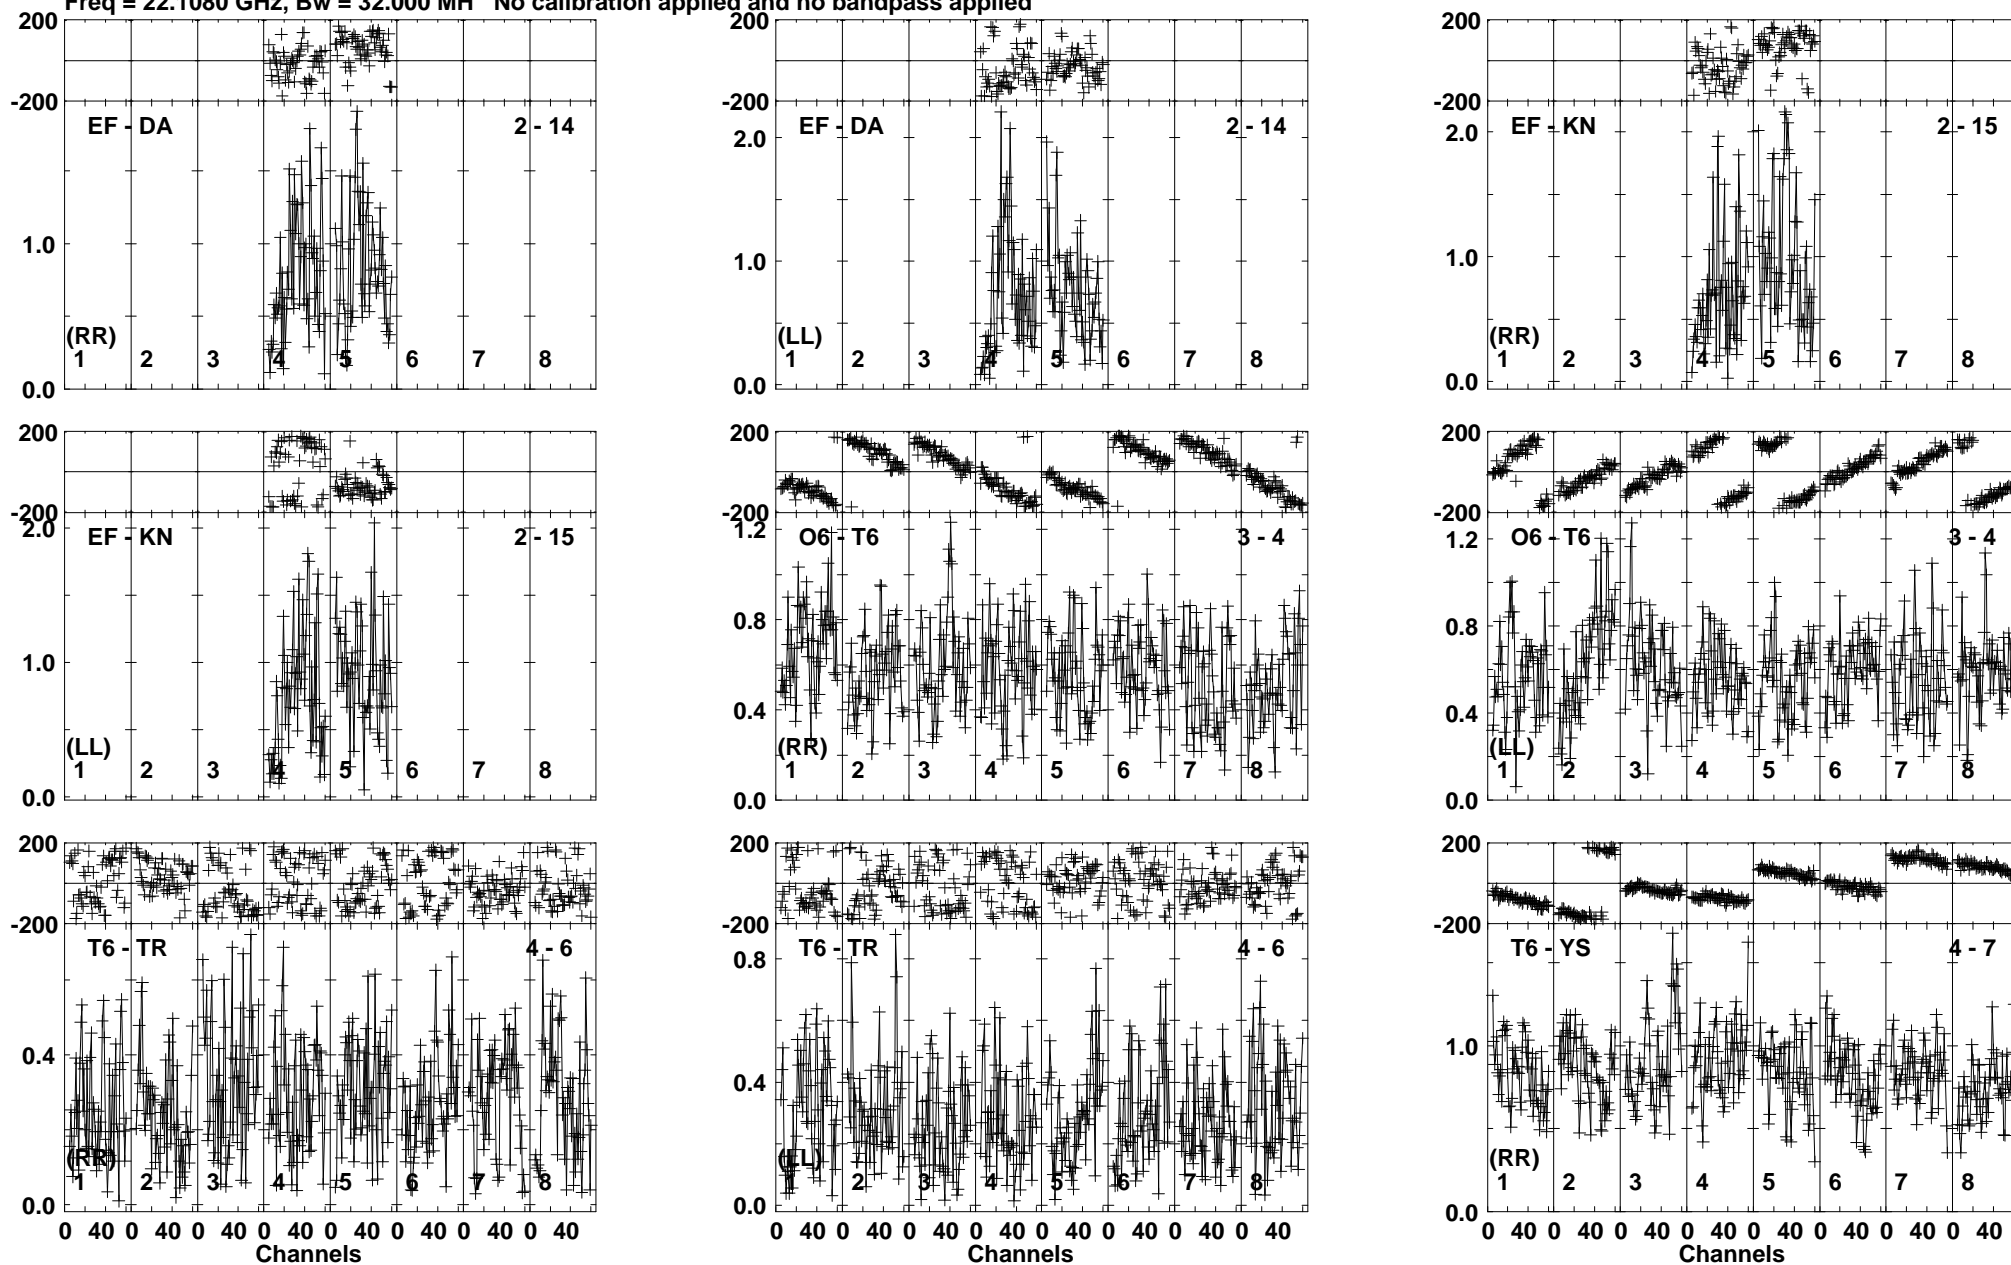 Freq = 22.1080 GHz, Bw = 32.000 MH No calibration applied and no bandpass applied
200
-200
EF - DA 2 - 14
1.0
(RR)
1 2 3 4 5 6 7 8
0.0
200
-200
EF - DA 2 - 14
2.0
1.0
(LL)
1 2 3 4 5 6 7 8
0.0
200
-200
EF - KN 2 - 15
2.0
1.0
(RR)
1 2 3 4 5 6 7 8
0.0
200
-200
EF - KN 2 - 15
2.0
1.0
(LL)
1 2 3 4 5 6 7 8
0.0
200
-200
O6 - T6 3 - 4
1.2
0.8
0.4
(RR)
1 2 3 4 5 6 7 8
0.0
200
-200
O6 - T6 3 - 4
1.2
0.8
0.4
(LL)
1 2 3 4 5 6 7 8
0.0
200
-200
T6 - TR 4 - 6
0.4
(RR)
1 2 3 4 5 6 7 8
0.0
0 40 0 40 0 40 0 40 0 40 0 40 0 40 0 40
Channels
200
-200
T6 - TR 4 - 6
0.8
0.4
(LL)
1 2 3 4 5 6 7 8
0.0
0 40 0 40 0 40 0 40 0 40 0 40 0 40 0 40
Channels
200
-200
T6 - YS 4 - 7
1.0
(RR)
1 2 3 4 5 6 7 8
0.0
0 40 0 40 0 40 0 40 0 40 0 40 0 40 0 40
Channels